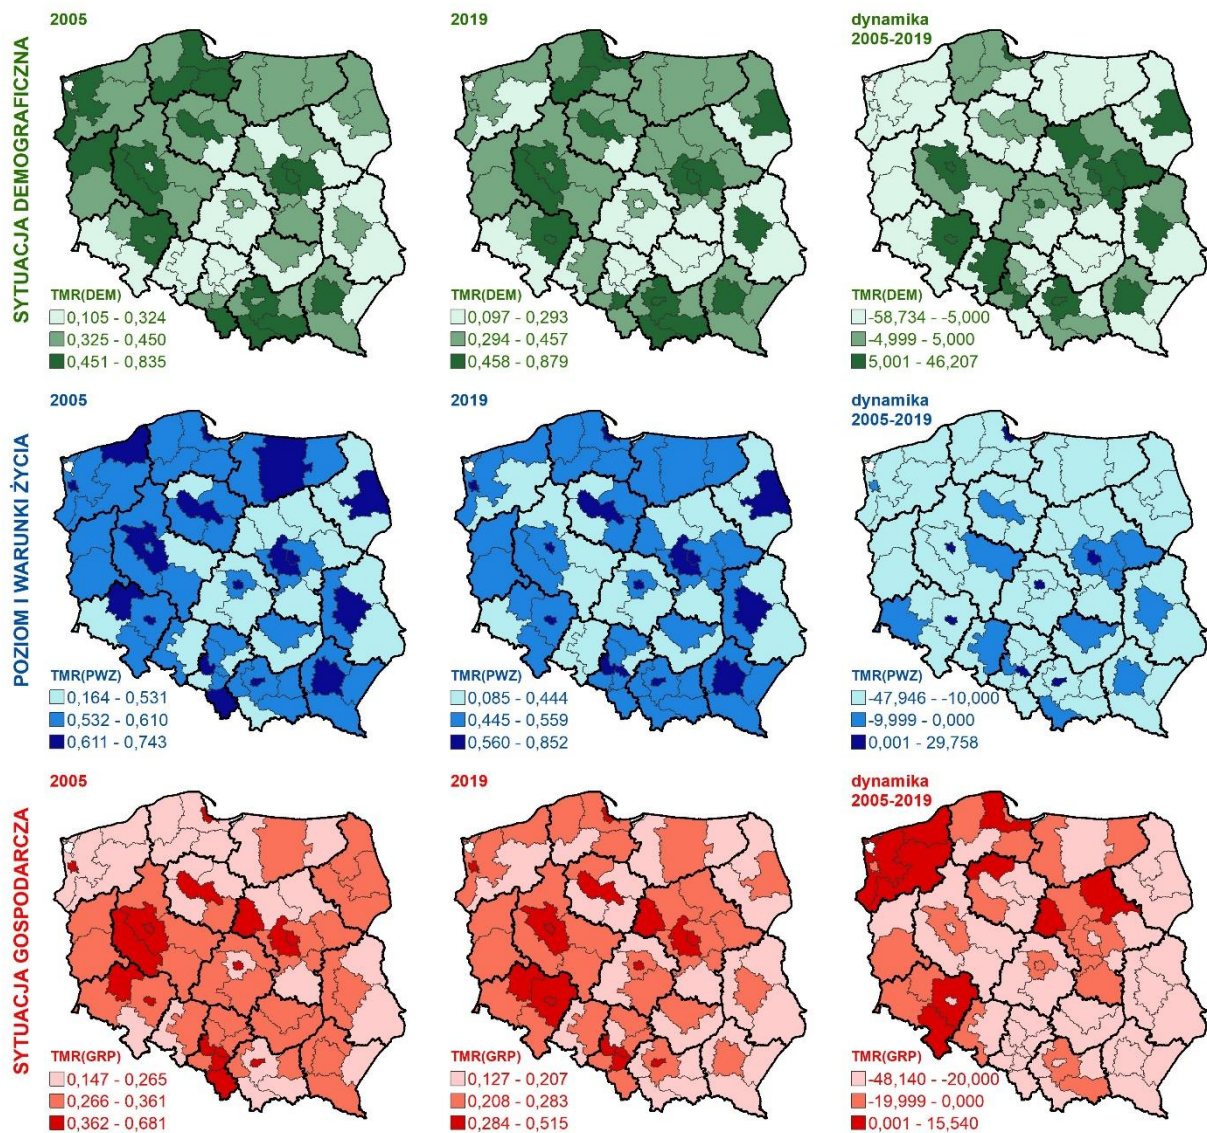 SYTUACJA DEMOGRAFICZNA
2005
TMR(DEM)
0,105 - 0,324
0,325 - 0,450
0,451 - 0,835
2019
TMR(DEM)
0,097 - 0,293
0,294 - 0,457
0,458 - 0,879
dynamika
2005-2019
TMR(DEM)
-58,734 - -5,000
-4,999 - 5,000
5,001 - 46,207
POZIOM I WARUNKI ŻYCIA
2005
TMR(PWZ)
0,164 - 0,531
0,532 - 0,610
0,611 - 0,743
2019
TMR(PWZ)
0,085 - 0,444
0,445 - 0,559
0,560 - 0,852
dynamika
2005-2019
TMR(PWZ)
-47,946 - -10,000
-9,999 - 0,000
0,001 - 29,758
SYTUACJA GOSPODARCZA
2005
TMR(GRP)
0,147 - 0,265
0,266 - 0,361
0,362 - 0,681
2019
TMR(GRP)
0,127 - 0,207
0,208 - 0,283
0,284 - 0,515
dynamika
2005-2019
TMR(GRP)
-48,140 - -20,000
-19,999 - 0,000
0,001 - 15,540